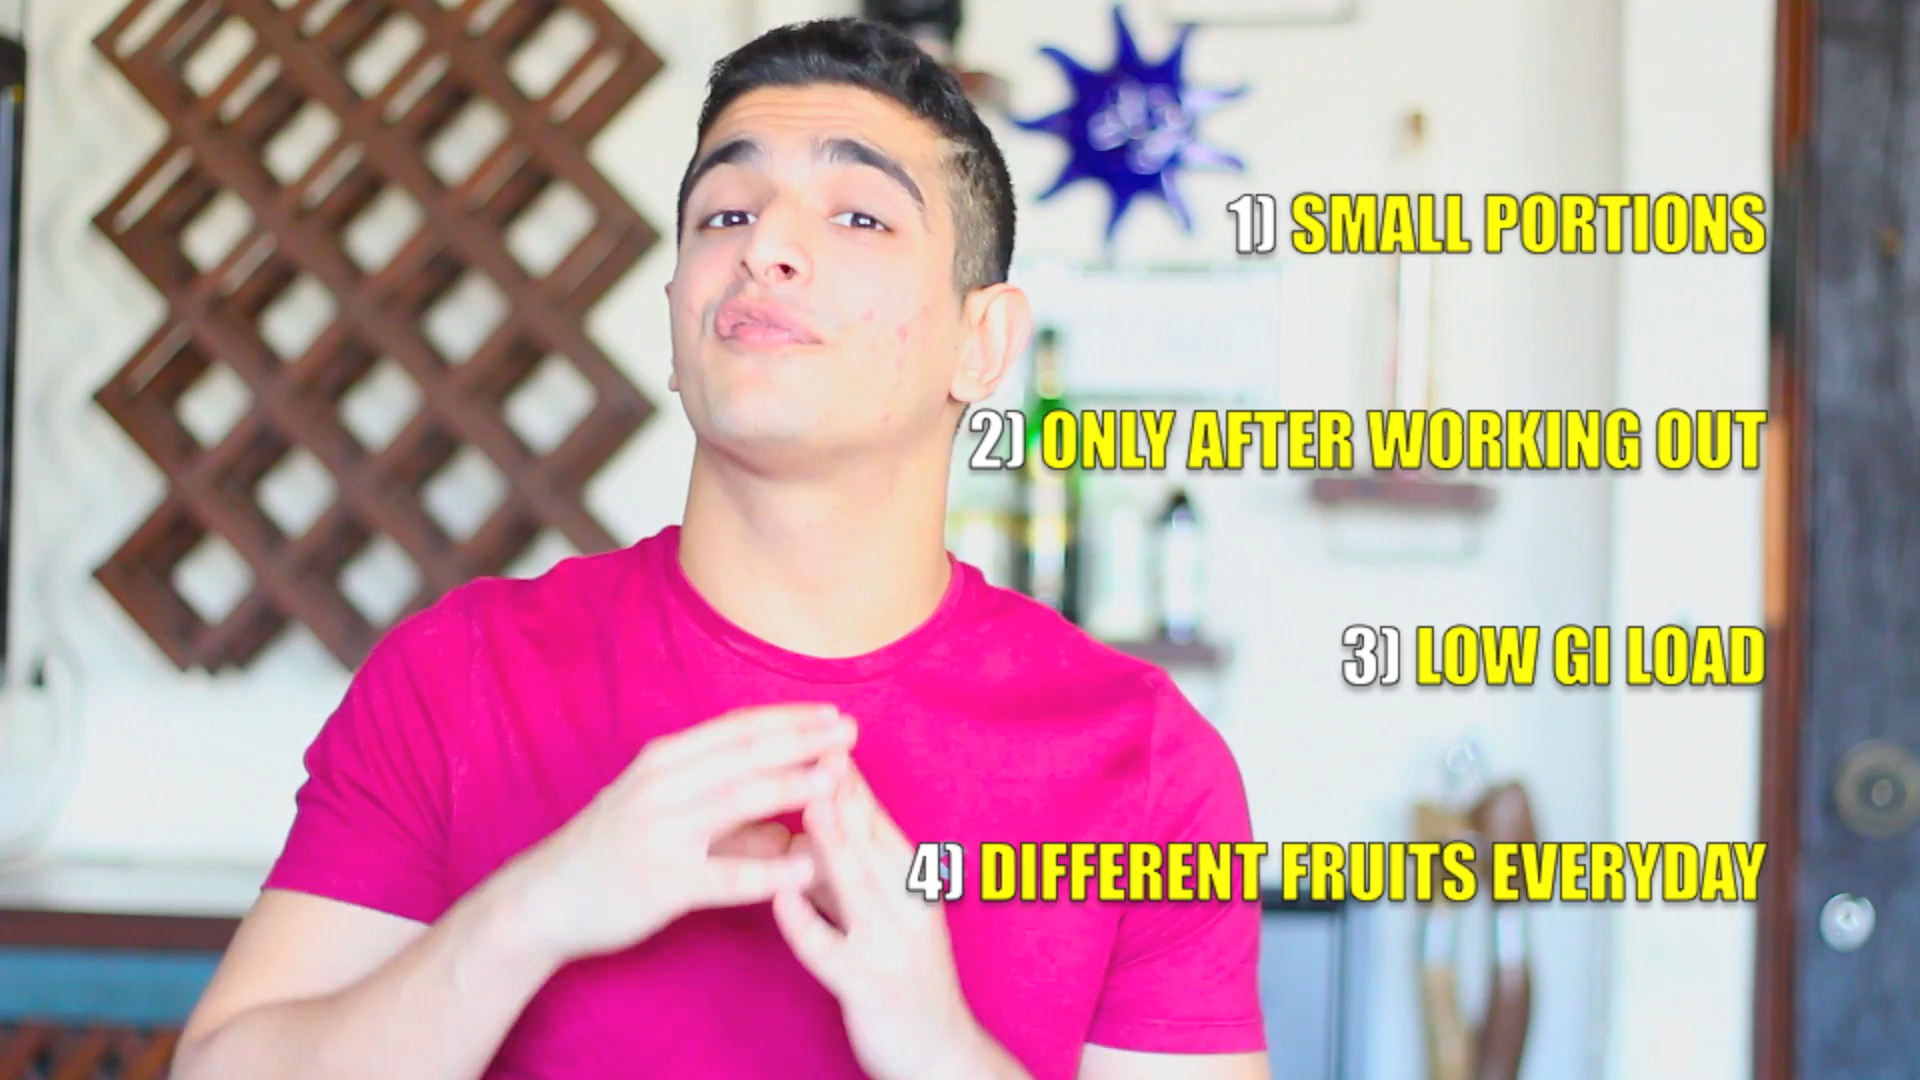 1) SMALL PORTIONS
2) ONLY AFTER WORKING OUT
3) LOW GI LOAD
4) DIFFERENT FRUITS EVERYDAY